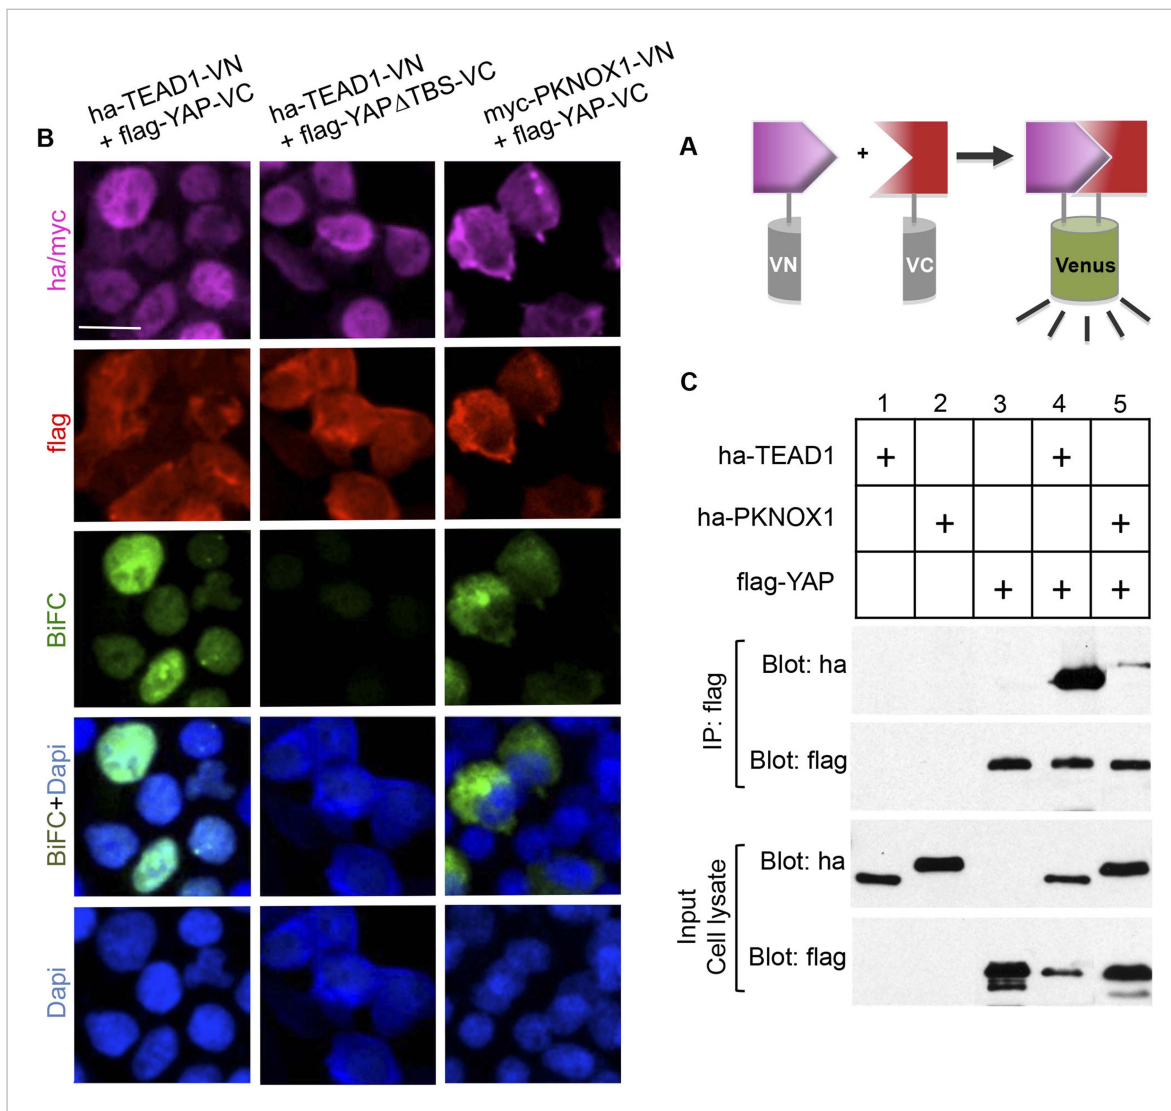 B
ha-TEAD1-VN
+ flag-YAP-VC
ha-TEAD1-VN
+ flag-YAPΔTBS-VC
myc-PKNOX1-VN
+ flag-YAP-VC
ha/myc
flag
BiFC
BiFC+Dapi
Dapi
A
+
VN
VC
Venus
C
1 2 3 4 5
ha-TEAD1 + +
ha-PKNOX1 + +
flag-YAP + + +
IP: flag
Blot: ha
Blot: flag
Input
Cell lysate
Blot: ha
Blot: flag